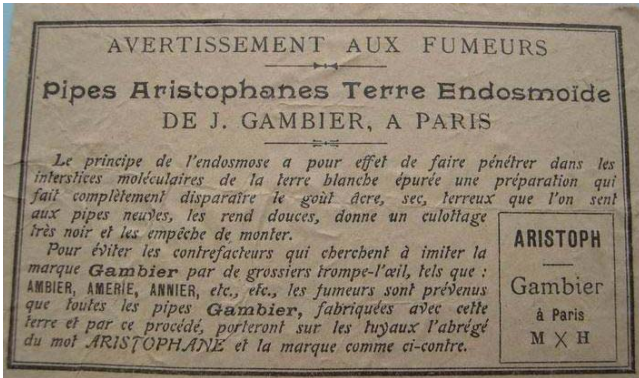 AVERTISSEMENT AUX FUMEURS
Pipes Aristophanes Terre Endosmoïde
DE J. GAMBIER, A PARIS
Le principe de l'endosmose a pour effet de faire pénétrer dans les
interstices moléculaires de la terre blanche épurée une préparation qui
fait complètement disparaître le goût âcre, sec, terreux que l'on sent
aux pipes neuves, les rend douces, donne un culottage
très noir et les empêche de monter.
Pour éviter les contrefacteurs qui cherchent à imiter la
marque Gambier par de grossiers trompe-l'œil, tels que :
AMBIER, AMERIE, ANNIER, etc., etc., les fumeurs sont prévenus
que toutes les pipes Gambier, fabriquées avec cette
terre et par ce procédé, porteront sur les tuyaux l'abrégé
du mot ARISTOPHANE et la marque comme ci-contre.
ARISTOPH
Gambier
à Paris
M X H